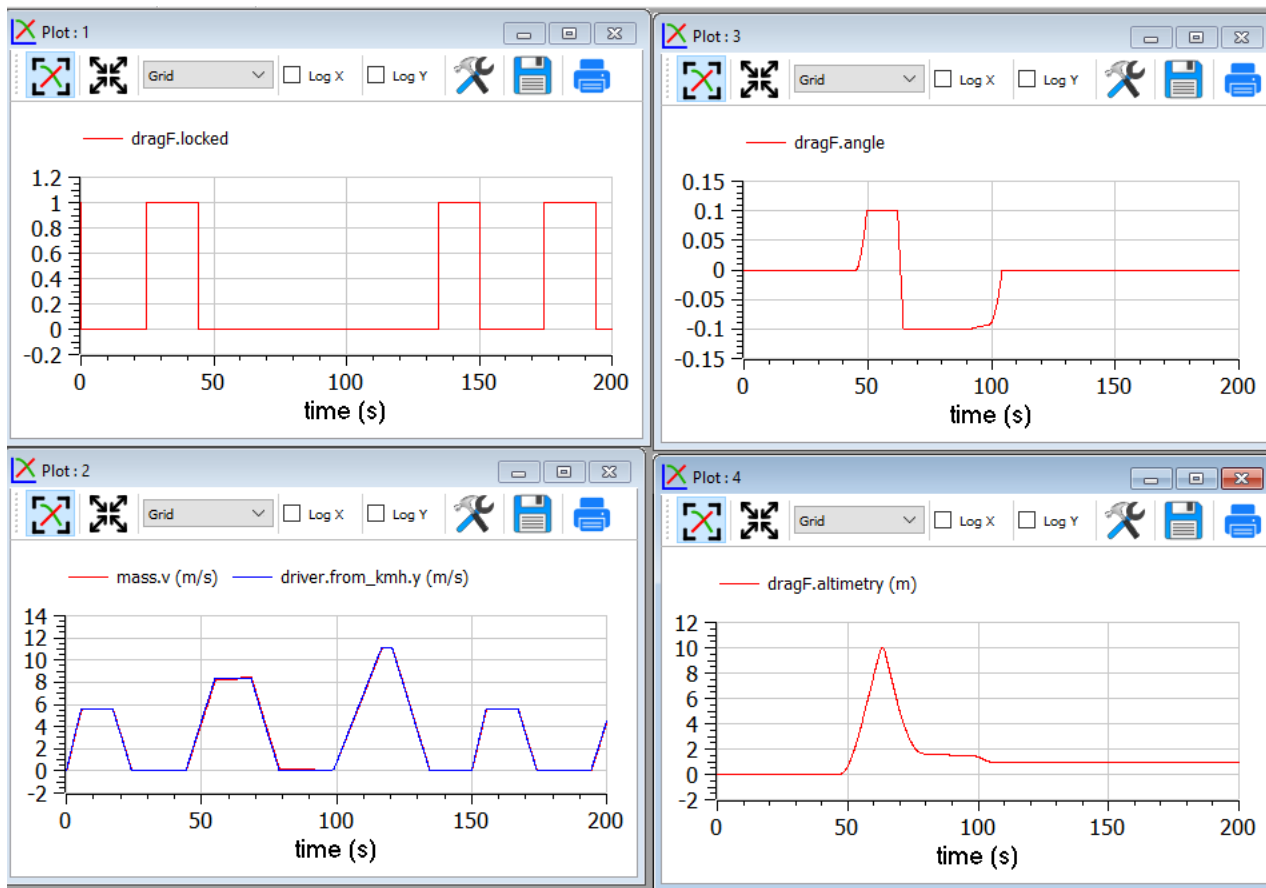 Plot : 1
Grid Log X Log Y
dragF.locked
1.2
1
0.8
0.6
0.4
0.2
0
-0.2
0 50 100 150 200
time (s)
Plot : 3
Grid Log X Log Y
dragF.angle
0.15
0.1
0.05
0
-0.05
-0.1
-0.15
0 50 100 150 200
time (s)
Plot : 2
Grid Log X Log Y
mass.v (m/s) driver.from_kmh.y (m/s)
14
12
10
8
6
4
2
0
-2
0 50 100 150 200
time (s)
Plot : 4
Grid Log X Log Y
dragF.altimetry (m)
12
10
8
6
4
2
0
-2
0 50 100 150 200
time (s)